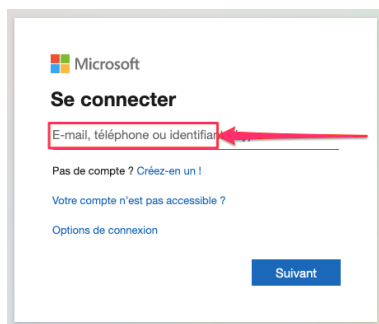 Microsoft
Se connecter
E-mail, téléphone ou
Pas de compte ? Créez-en un !
Votre compte n'est pas accessible ?
Options de connexion
Suivant